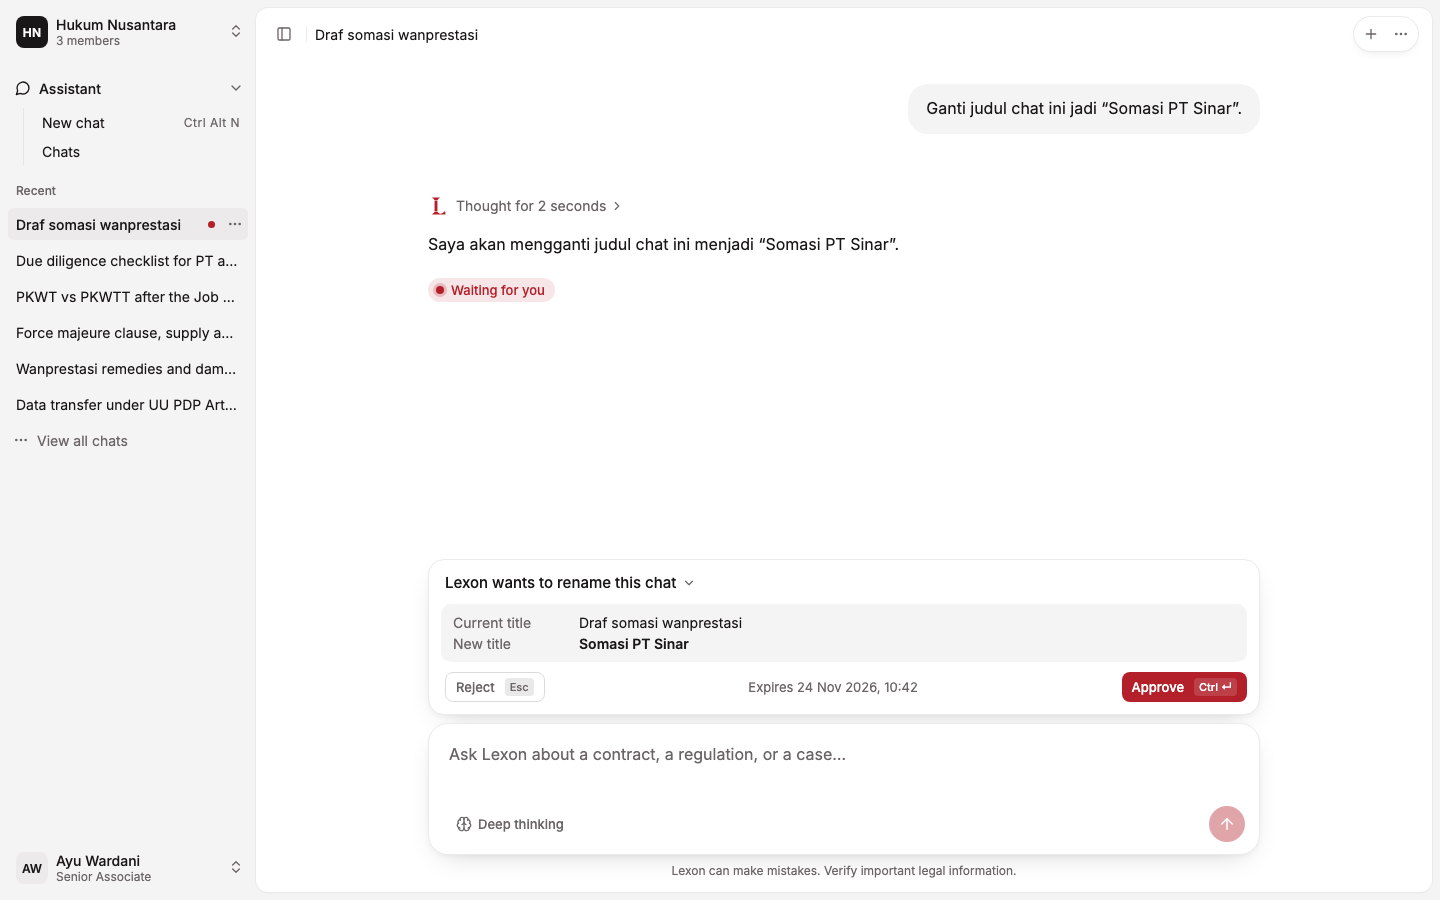 HN
Hukum Nusantara
3 members
Assistant
New chat Ctrl Alt N
Chats
Recent
Draf somasi wanprestasi
Due diligence checklist for PT a...
PKWT vs PKWTT after the Job ...
Force majeure clause, supply a...
Wanprestasi remedies and dam...
Data transfer under UU PDP Art...
View all chats
AW
Ayu Wardani
Senior Associate
Draf somasi wanprestasi
Ganti judul chat ini jadi “Somasi PT Sinar”.
L Thought for 2 seconds
Saya akan mengganti judul chat ini menjadi “Somasi PT Sinar”.
Waiting for you
Lexon wants to rename this chat
Current title Draf somasi wanprestasi
New title Somasi PT Sinar
Reject Esc Expires 24 Nov 2026, 10:42 Approve Ctrl ↵
Ask Lexon about a contract, a regulation, or a case...
Deep thinking
Lexon can make mistakes. Verify important legal information.